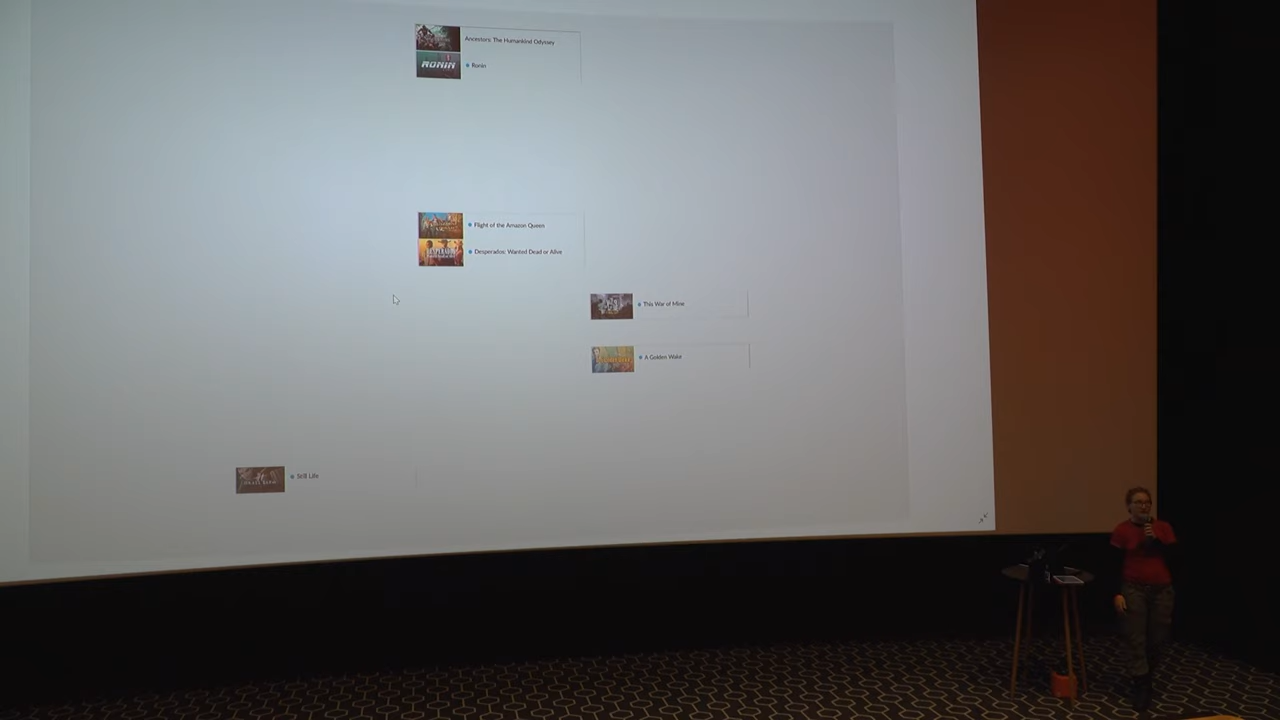 Ancestors: The Humankind Odyssey
RONIN
Ronin
Flight of the Amazon Queen
DESPERADOS
Desperados: Wanted Dead or Alive
This War of Mine
A Golden Wake
Still Life